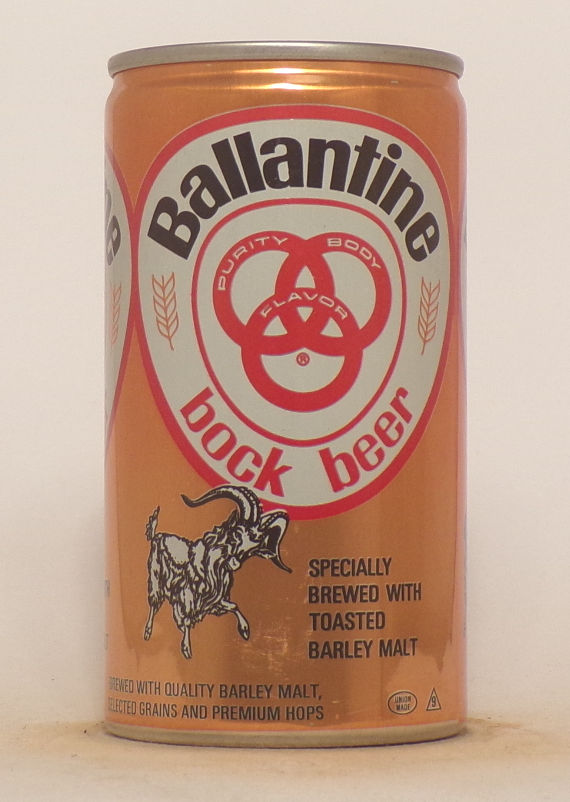 Ballantine
PURITY BODY
FLAVOR
®
bock beer
SPECIALLY
BREWED WITH
TOASTED
BARLEY MALT
BREWED WITH QUALITY BARLEY MALT,
SELECTED GRAINS AND PREMIUM HOPS
UNION
MADE
9